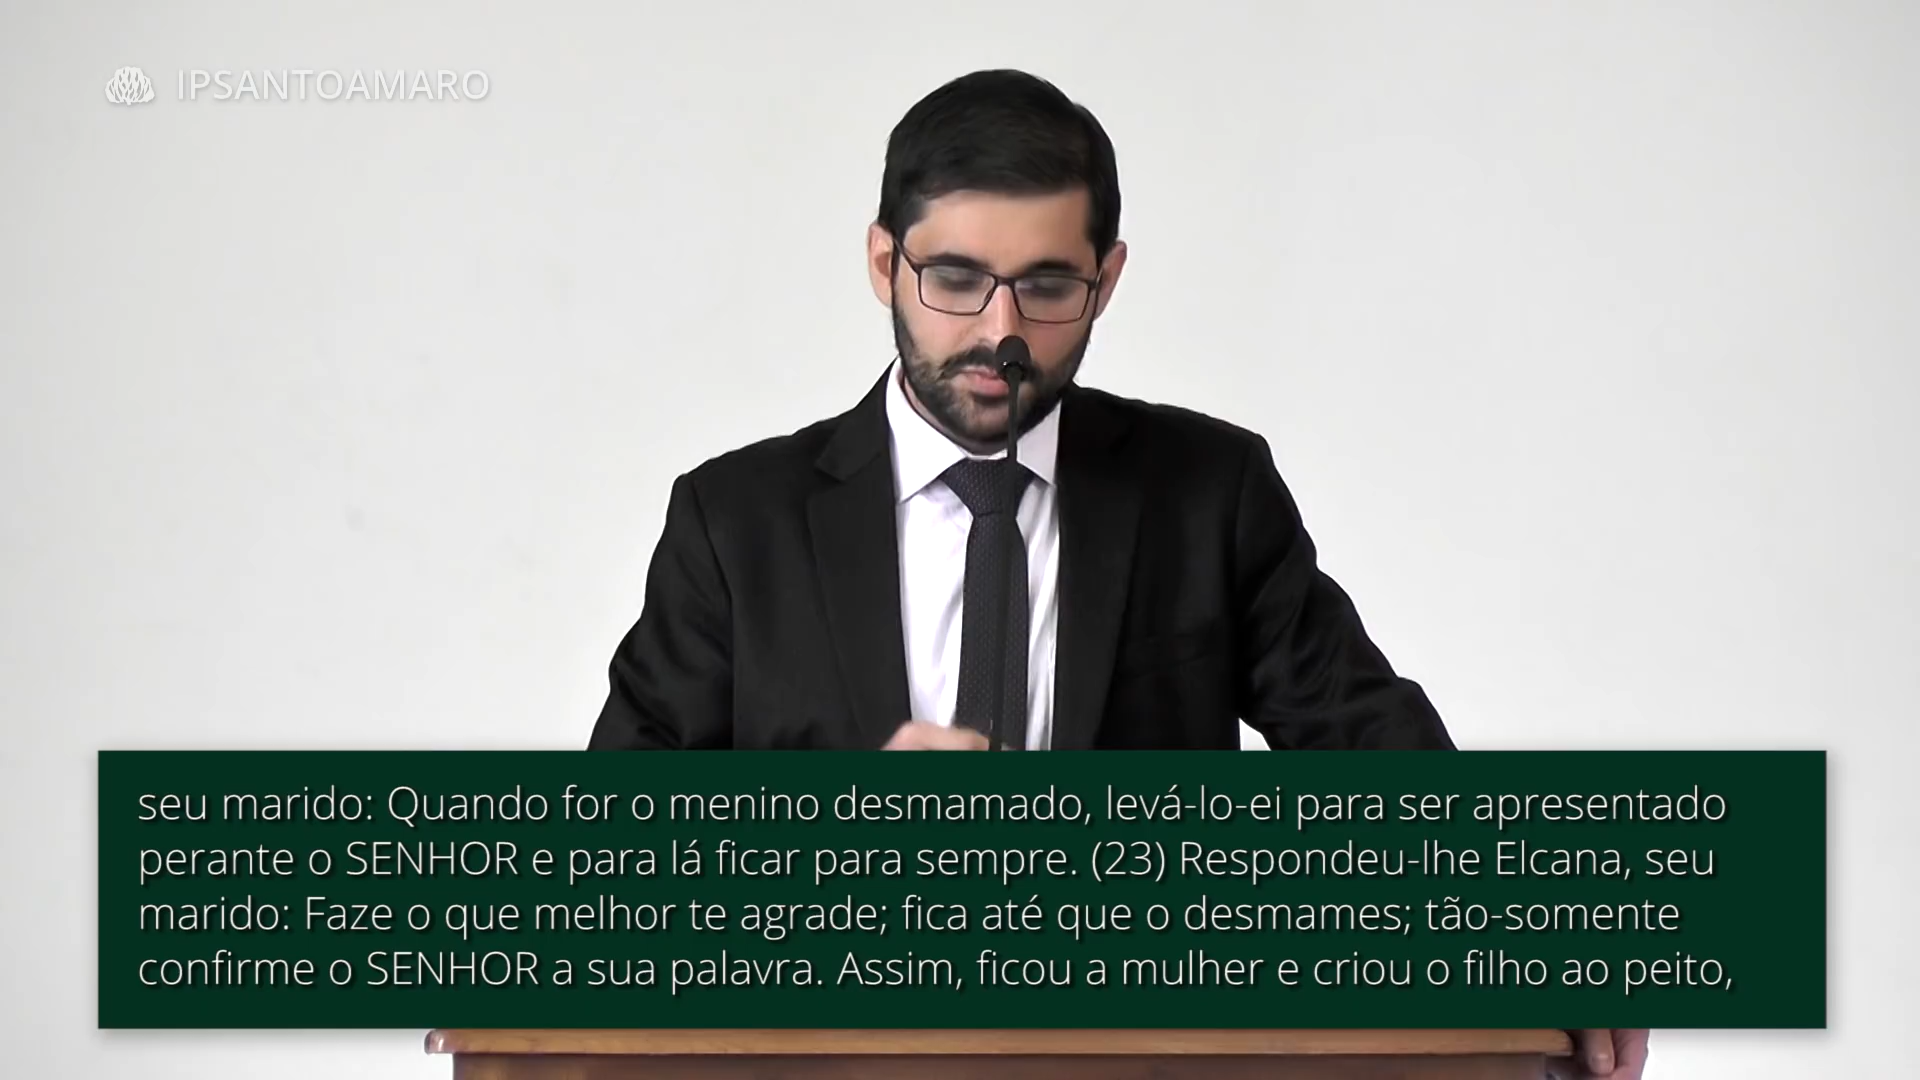 IPSANTOAMARO
seu marido: Quando for o menino desmamado, levá-lo-ei para ser apresentado
perante o SENHOR e para lá ficar para sempre. (23) Respondeu-lhe Elcana, seu
marido: Faze o que melhor te agrade; fica até que o desmames; tão-somente
confirme o SENHOR a sua palavra. Assim, ficou a mulher e criou o filho ao peito,